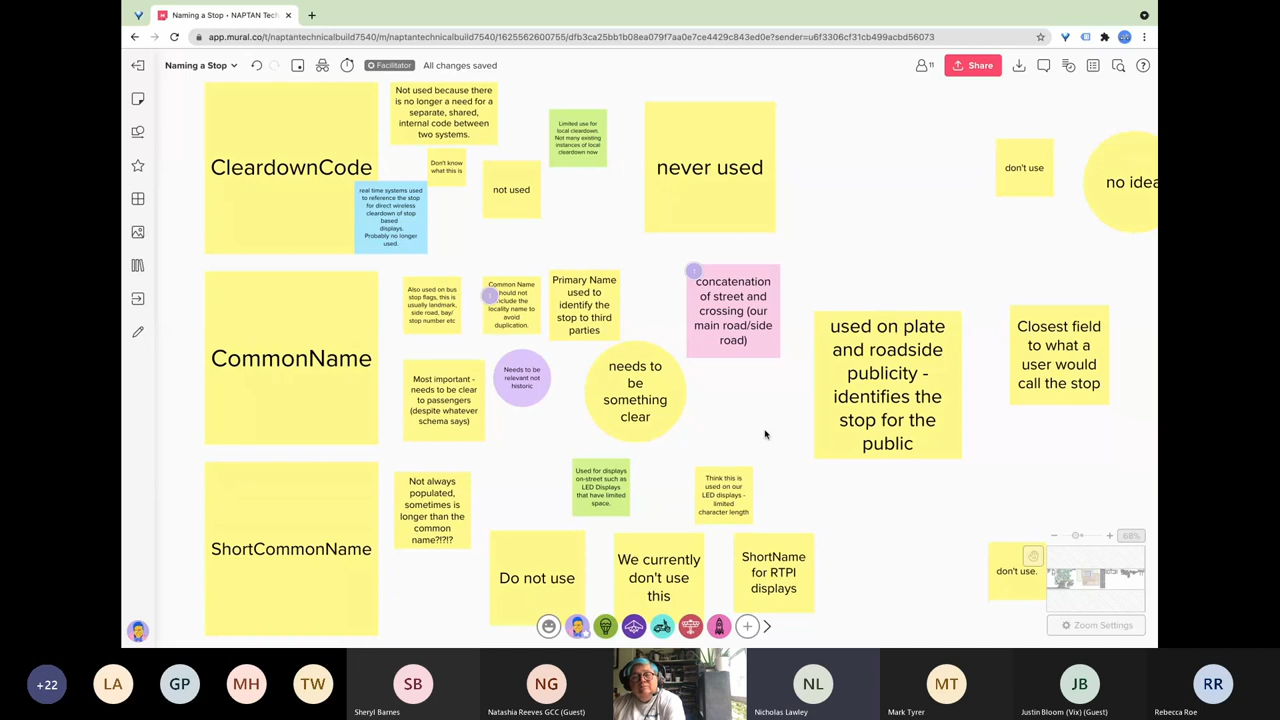 Naming a Stop • NAPTAN Tech
app.mural.co/t/naptantechnicalbuild7540/m/naptantechnicalbuild7540/1625562600755/dfb3ca25bb1b08ea079f7aa0e7ce4429c843ed0e?sender=u6f3306cf31cb499acbd56073
Naming a Stop
Facilitator
All changes saved
11
Share
CleardownCode
Not used because there
is no longer a need for a
separate, shared,
internal code between
two systems.
Don't know
what this is
real time systems used
to reference the stop
for direct wireless
cleardown of stop
based
displays.
Probably no longer
used.
not used
Limited use for
local cleardown.
Not many existing
instances of local
cleardown now
never used
don't use
no idea
CommonName
Also used on bus
stop flags, this is
usually landmark,
side road, bay/
stop number etc
Common Name
should not
include the
locality name to
avoid
duplication.
Primary Name
used to
identify the
stop to third
parties
1
concatenation
of street and
crossing (our
main road/side
road)
Most important -
needs to be clear
to passengers
(despite whatever
schema says)
Needs to be
relevant not
historic
needs to
be
something
clear
used on plate
and roadside
publicity -
identifies the
stop for the
public
Closest field
to what a
user would
call the stop
ShortCommonName
Not always
populated,
sometimes is
longer than the
common
name?!?!?
Used for displays
on-street such as
LED Displays
that have limited
space.
Think this is
used on our
LED displays -
limited
character length
Do not use
We currently
don't use
this
ShortName
for RTPI
displays
don't use.
68%
Zoom Settings
+22
LA
GP
MH
TW
SB
Sheryl Barnes
NG
Natashia Reeves GCC (Guest)
NL
Nicholas Lawley
MT
Mark Tyrer
JB
Justin Bloom (Vix) (Guest)
RR
Rebecca Roe